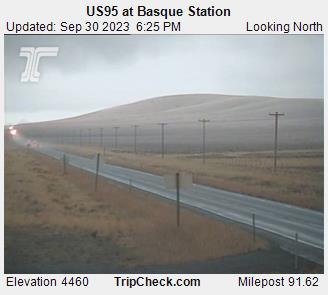 US95 at Basque Station
Updated: Sep 30 2023 6:25 PM Looking North
Elevation 4460 TripCheck.com Milepost 91.62